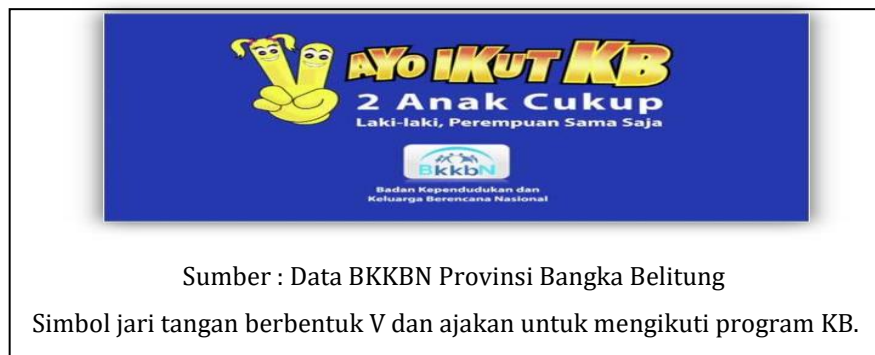 AYO IKUT KB
2 Anak Cukup
Laki-laki, Perempuan Sama Saja
BkkbN
Badan Kependudukan dan
Keluarga Berencana Nasional
Sumber : Data BKKBN Provinsi Bangka Belitung
Simbol jari tangan berbentuk V dan ajakan untuk mengikuti program KB.